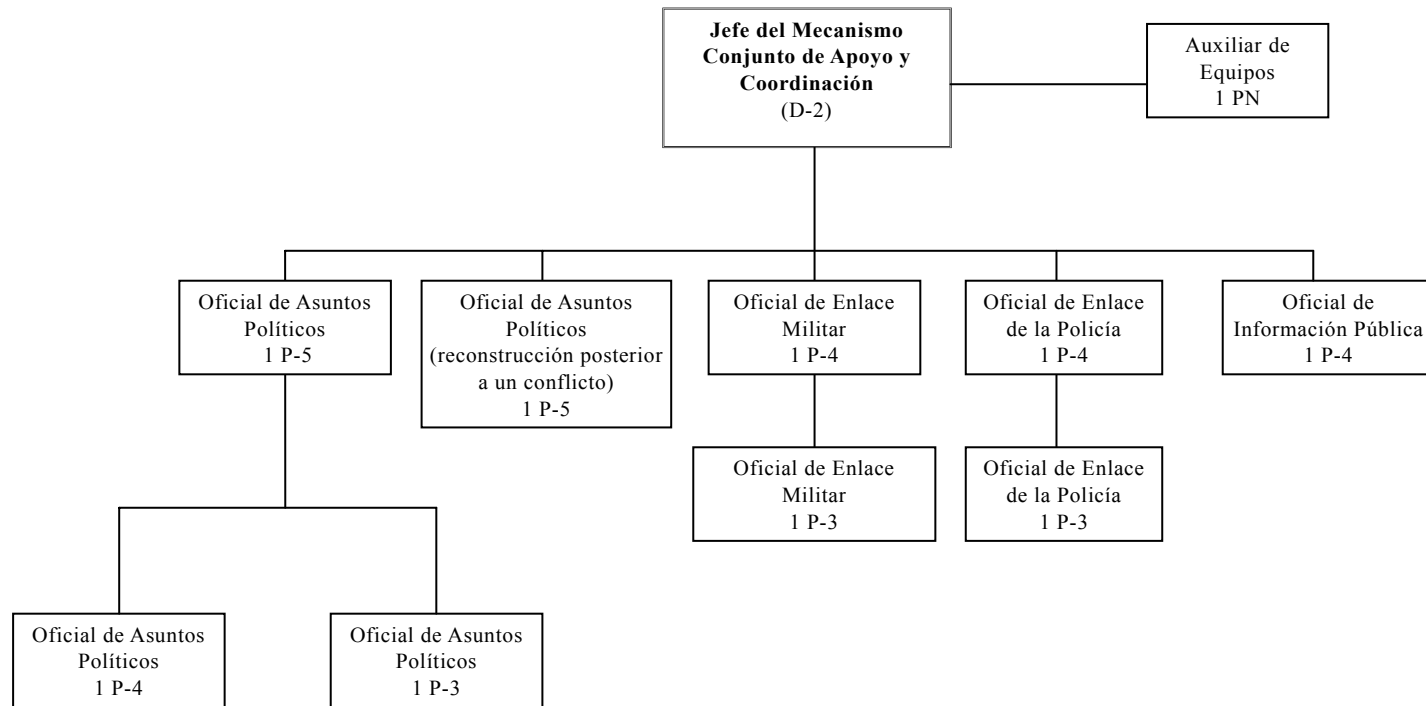 Jefe del Mecanismo
Conjunto de Apoyo y
Coordinación
(D-2)
Auxiliar de
Equipos
1 PN
Oficial de Asuntos
Políticos
1 P-5
Oficial de Asuntos
Políticos
(reconstrucción posterior
a un conflicto)
1 P-5
Oficial de Enlace
Militar
1 P-4
Oficial de Enlace
de la Policía
1 P-4
Oficial de
Información Pública
1 P-4
Oficial de Enlace
Militar
1 P-3
Oficial de Enlace
de la Policía
1 P-3
Oficial de Asuntos
Políticos
1 P-4
Oficial de Asuntos
Políticos
1 P-3